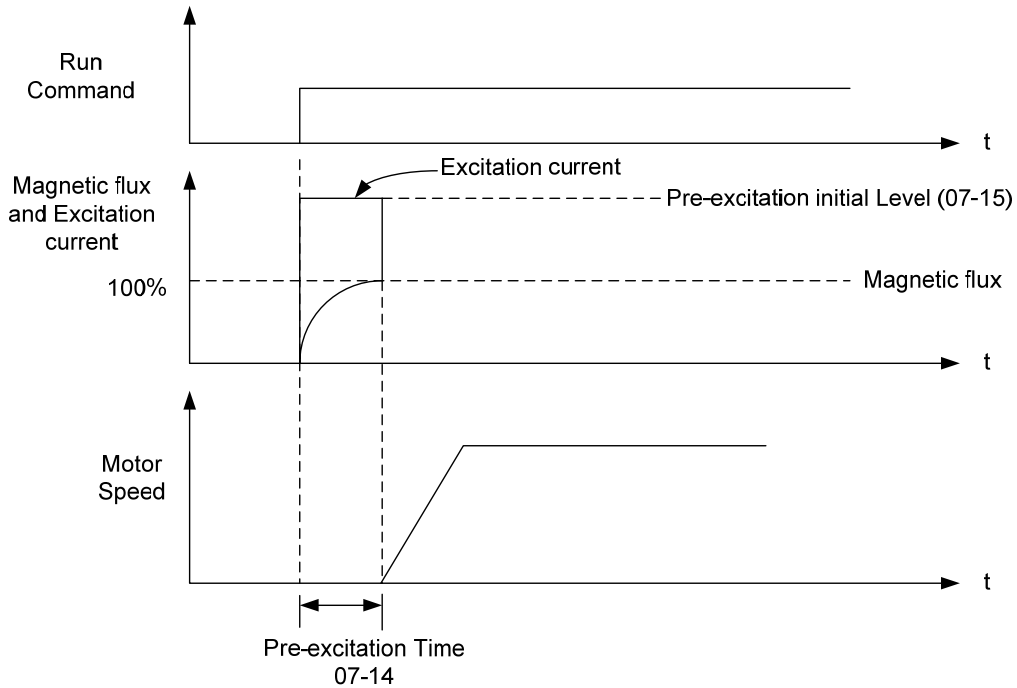 Run
Command
t
Magnetic flux
and Excitation
current
Excitation current
Pre-excitation initial Level (07-15)
100%
Magnetic flux
t
Motor
Speed
t
Pre-excitation Time
07-14